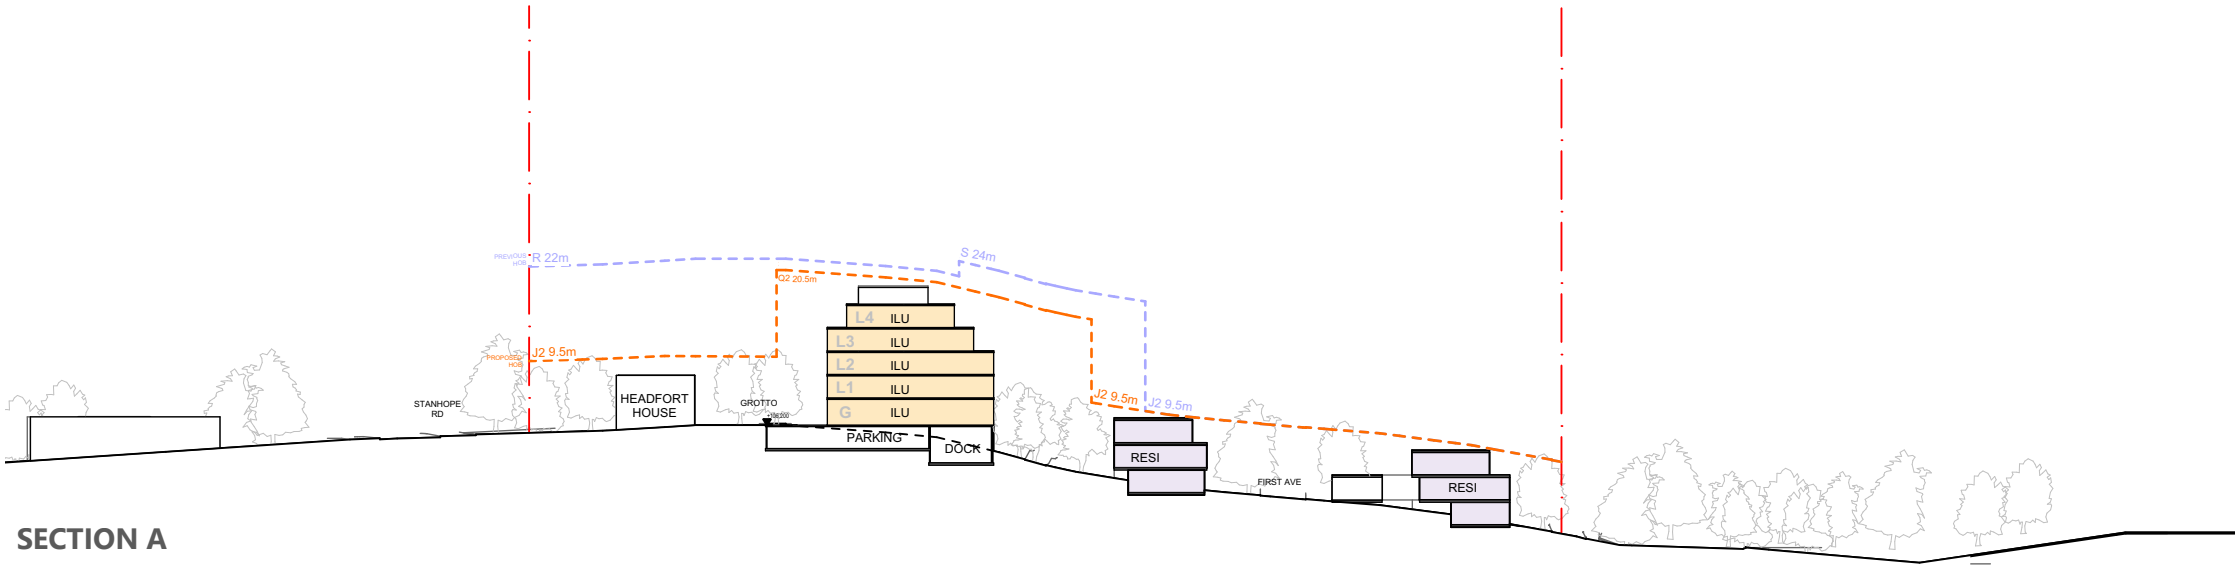 S 24m
PREVIOUS
HOB
R 22m
Q2 20.5m
L4 ILU
L3 ILU
PROPOSED
HOB
J2 9.5m
L2 ILU
L1 ILU
HEADFORT
HOUSE
STANHOPE
RD
GROTTO
G ILU
J2 9.5m
J2 9.5m
PARKING
DOCK
RESI
FIRST AVE
RESI
SECTION A